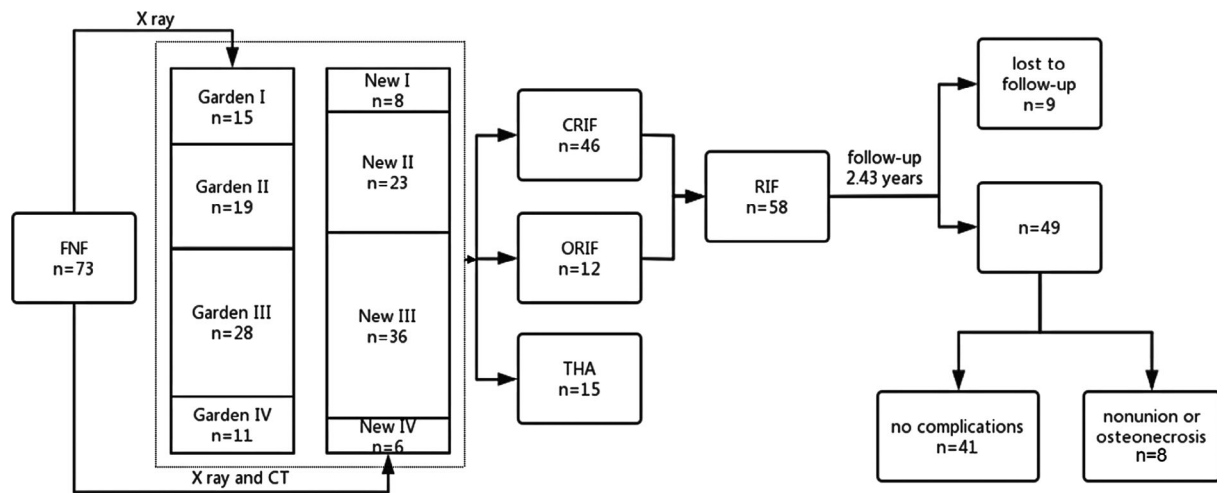 X ray
FNF
n=73
Garden I
n=15
Garden II
n=19
Garden III
n=28
Garden IV
n=11
New I
n=8
New II
n=23
New III
n=36
New IV
n=6
X ray and CT
CRIF
n=46
ORIF
n=12
THA
n=15
RIF
n=58
follow-up
2.43 years
lost to
follow-up
n=9
n=49
no complications
n=41
nonunion or
osteonecrosis
n=8